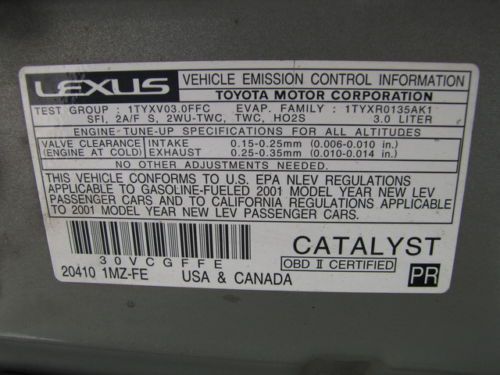 LEXUS
VEHICLE EMISSION CONTROL INFORMATION
TOYOTA MOTOR CORPORATION
TEST GROUP : 1TYXV03.0FFC EVAP. FAMILY : 1TYXR0135AK1
SFI, 2A/F S, 2WU-TWC, TWC, HO2S 3.0 LITER
ENGINE TUNE-UP SPECIFICATIONS FOR ALL ALTITUDES
VALVE CLEARANCE INTAKE 0.15-0.25mm (0.006-0.010 in.)
(ENGINE AT COLD) EXHAUST 0.25-0.35mm (0.010-0.014 in.)
NO OTHER ADJUSTMENTS NEEDED.
THIS VEHICLE CONFORMS TO U.S. EPA NLEV REGULATIONS
APPLICABLE TO GASOLINE-FUELED 2001 MODEL YEAR NEW LEV
PASSENGER CARS AND TO CALIFORNIA REGULATIONS APPLICABLE
TO 2001 MODEL YEAR NEW LEV PASSENGER CARS.
30VCGFFE
CATALYST
OBD II CERTIFIED
20410 1MZ-FE USA & CANADA
PR